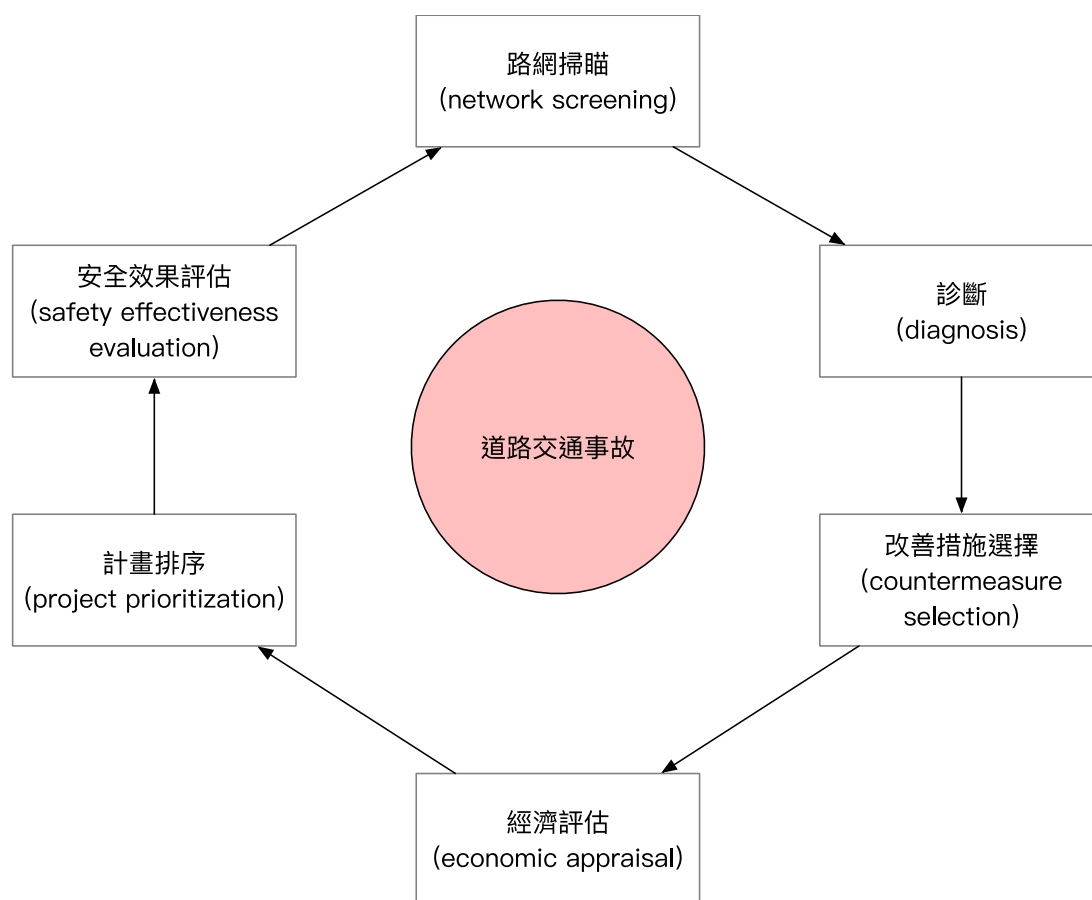 路網掃瞄
(network screening)
診斷
(diagnosis)
改善措施選擇
(countermeasure
selection)
經濟評估
(economic appraisal)
計畫排序
(project prioritization)
安全效果評估
(safety effectiveness
evaluation)
道路交通事故